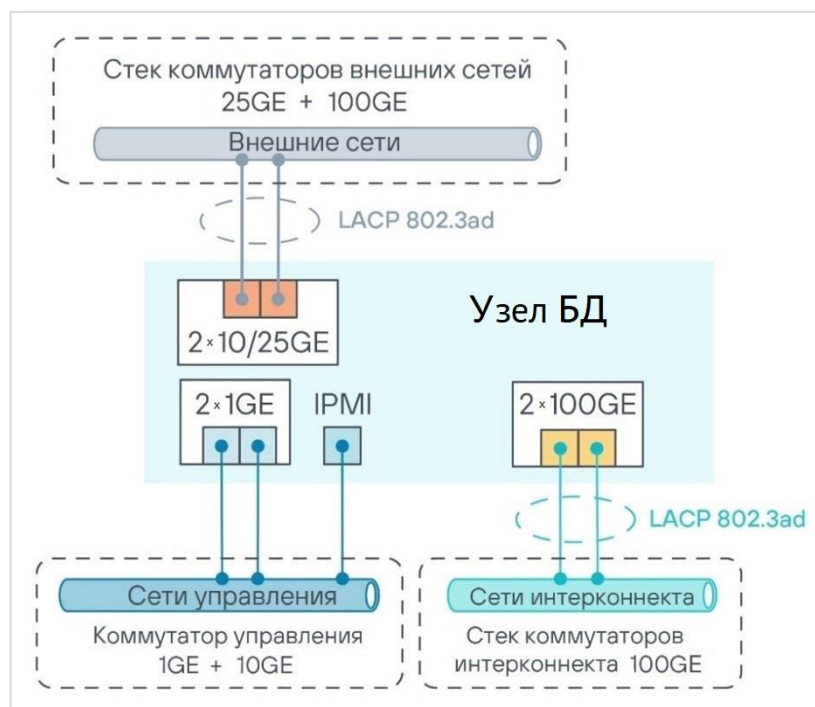 Стек коммутаторов внешних сетей
25GE + 100GE
Внешние сети
LACP 802.3ad
Узел БД
2×10/25GE
2×1GE
IPMI
2×100GE
LACP 802.3ad
Сети управления
Коммутатор управления
1GE + 10GE
Сети интерконнекта
Стек коммутаторов
интерконнекта 100GE